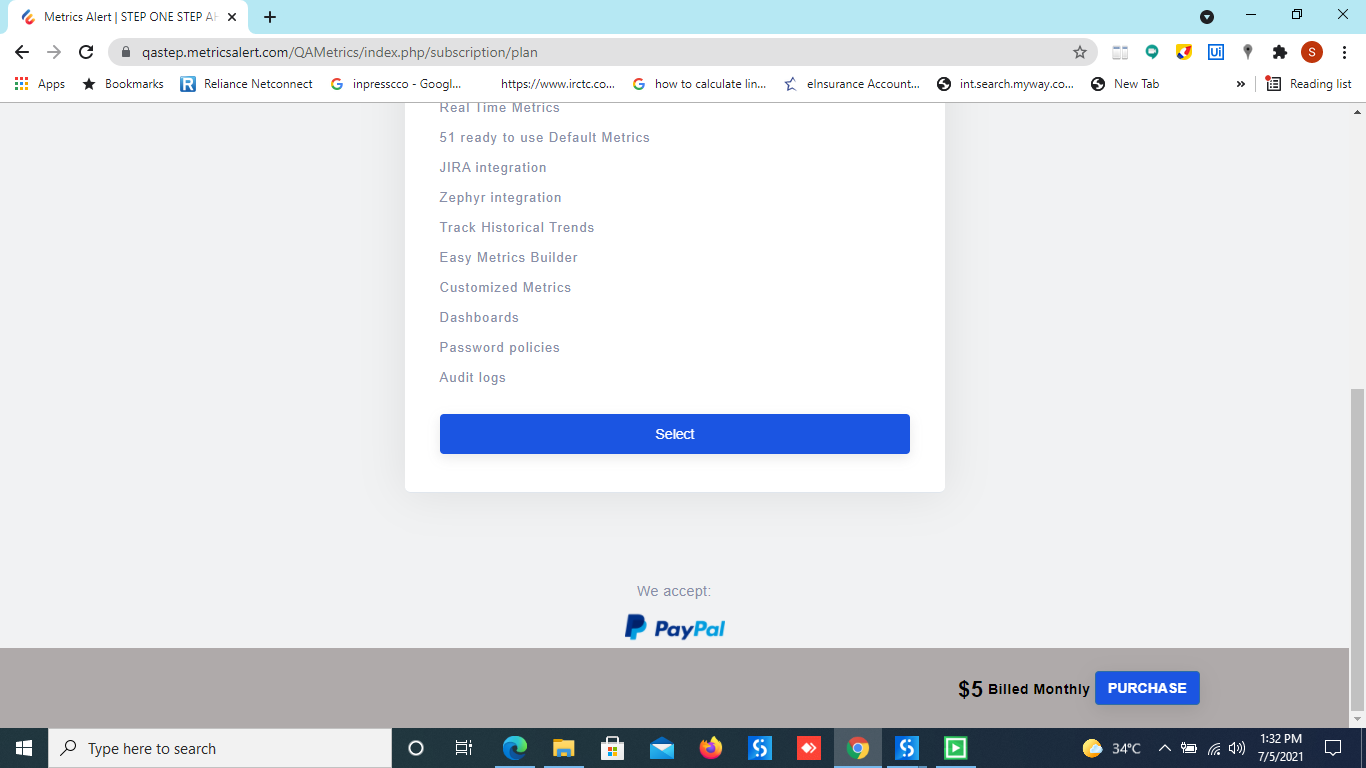 Metrics Alert | STEP ONE STEP AH
qastep.metricsalert.com/QAMetrics/index.php/subscription/plan
S
Apps
Bookmarks
R
Reliance Netconnect
inpresscco - Googl...
https://www.irctc.co...
how to calculate lin...
eInsurance Account...
int.search.myway.co...
New Tab
»
Reading list
Real Time Metrics
51 ready to use Default Metrics
JIRA integration
Zephyr integration
Track Historical Trends
Easy Metrics Builder
Customized Metrics
Dashboards
Password policies
Audit logs
Select
We accept:
PayPal
$5 Billed Monthly PURCHASE
Type here to search
34°C
1:32 PM
7/5/2021